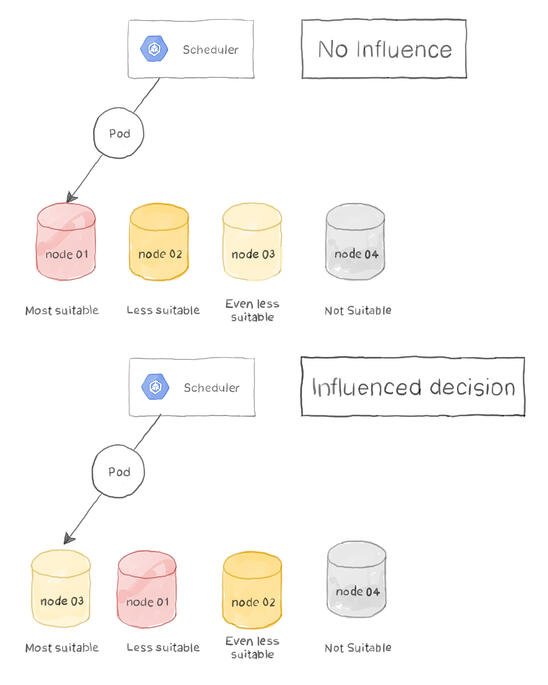 Scheduler
No Influence
Pod
node 01
node 02
node 03
node 04
Most suitable
Less suitable
Even less
suitable
Not Suitable
Scheduler
Influenced decision
Pod
node 03
node 01
node 02
node 04
Most suitable
Less suitable
Even less
suitable
Not Suitable